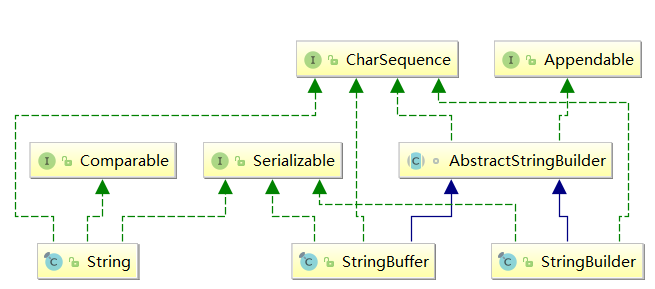 I CharSequence
I Appendable
I Comparable
I Serializable
C AbstractStringBuilder
C String
C StringBuffer
C StringBuilder